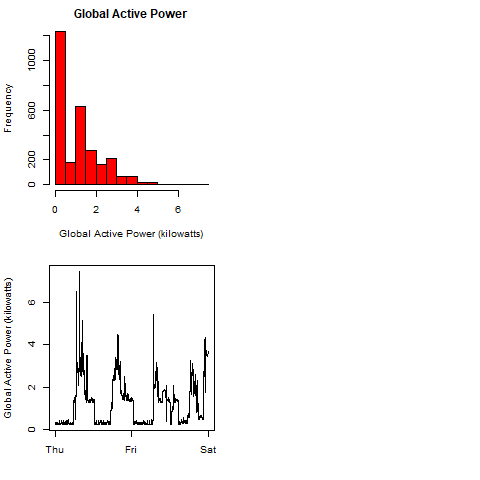 Global Active Power
Frequency
1000
600
200
0
0 2 4 6
Global Active Power (kilowatts)
Global Active Power (kilowatts)
6
4
2
0
Thu Fri Sat